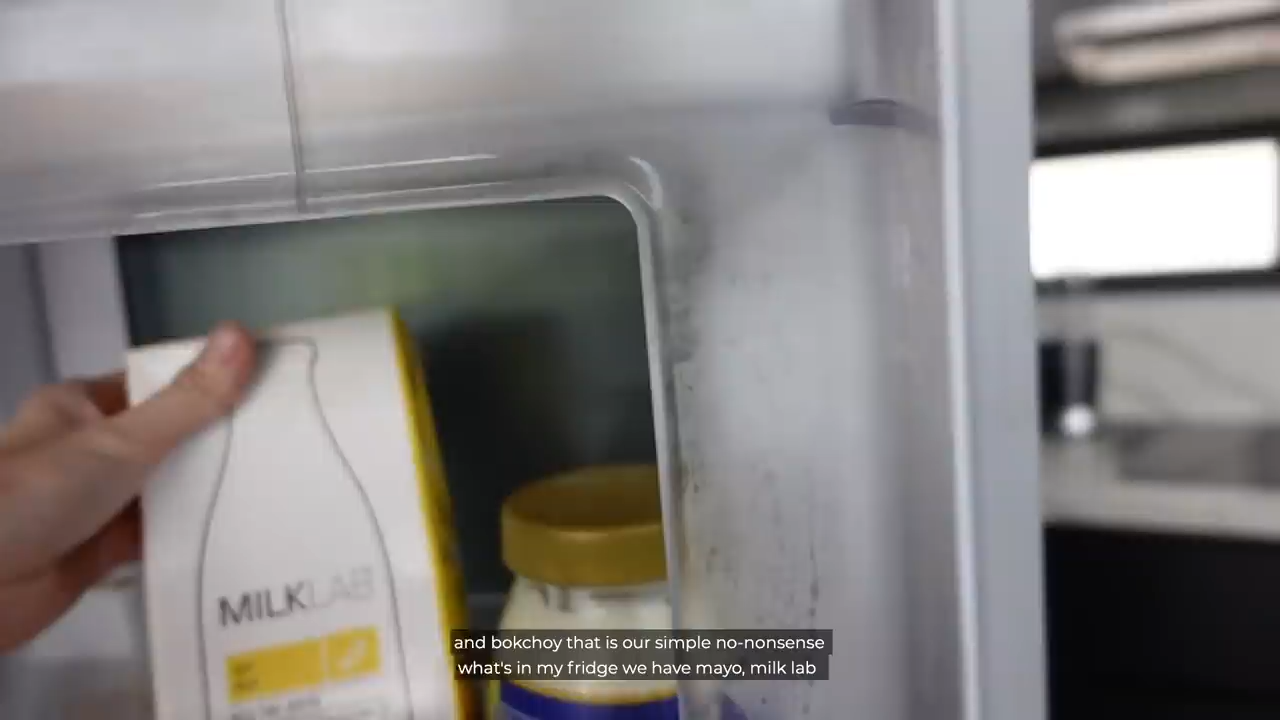 MILKLAB
and bokchoy that is our simple no-nonsense
what's in my fridge we have mayo, milk lab